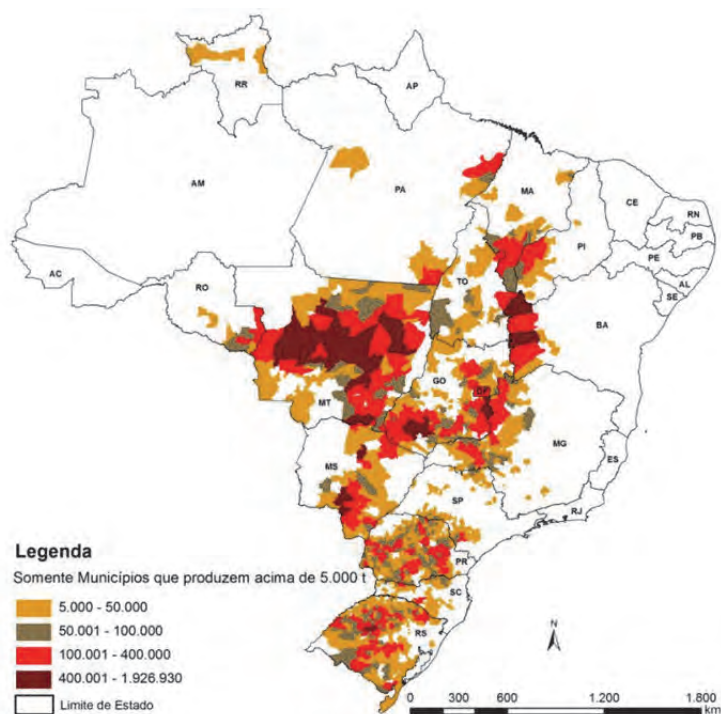 RR
AP
AM
PA
MA
CE
RN
PB
PI
PE
AC
AL
TO
RO
SE
BA
GO
DF
MT
MG
ES
MS
SP
RJ
PR
SC
RS
N
Legenda
Somente Municípios que produzem acima de 5.000 t
5.000 - 50.000
50.001 - 100.000
100.001 - 400.000
400.001 - 1.926.930
Limite de Estado
0 300 600 1.200 1.800
km